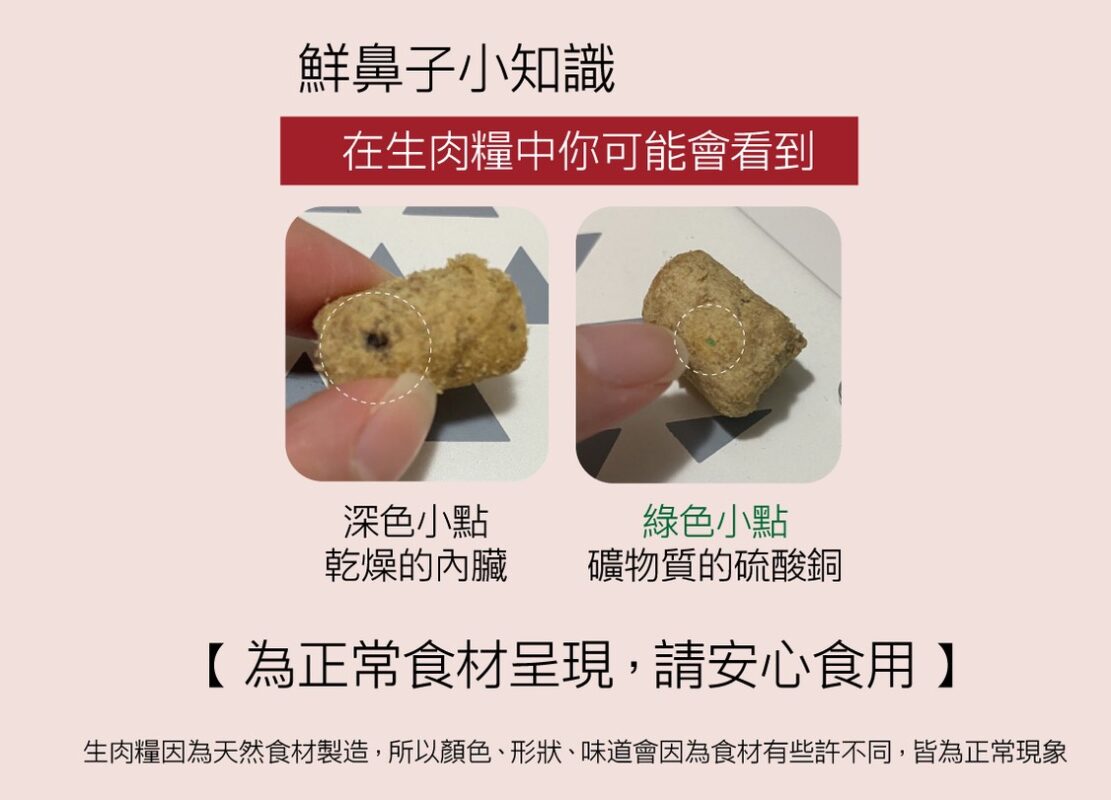 鮮鼻子小知識
在生肉糧中你可能會看到
深色小點
乾燥的內臟
綠色小點
礦物質的硫酸銅
【為正常食材呈現，請安心食用】
生肉糧因為天然食材製造，所以顏色、形狀、味道會因為食材有些許不同，皆為正常現象